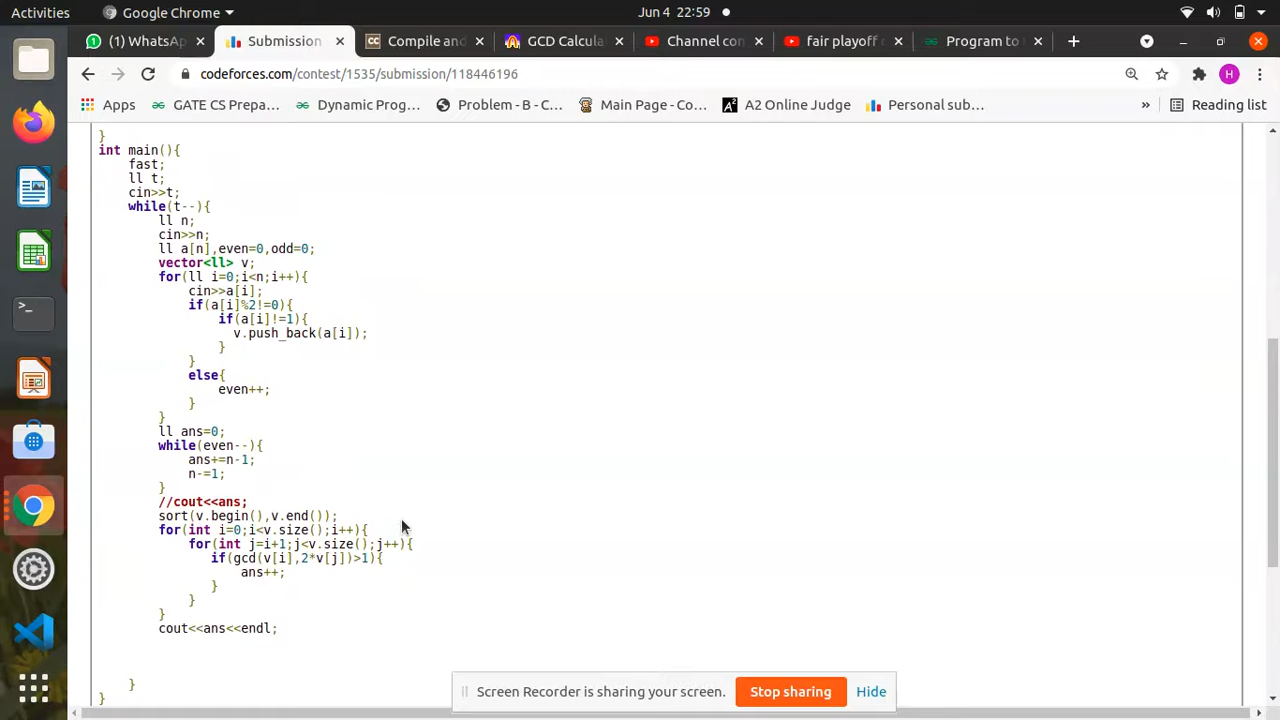 Activities
Google Chrome
Jun 4 22:59
(1) WhatsAp
Submission
Compile and
GCD Calcula
Channel con
fair playoff c
Program to
codeforces.com/contest/1535/submission/118446196
H
Apps
GATE CS Prepa...
Dynamic Prog...
Problem - B - C...
Main Page - Co...
A2 Online Judge
Personal sub...
»
Reading list
}
int main(){
fast;
ll t;
cin>>t;
while(t--){
ll n;
cin>>n;
ll a[n],even=0,odd=0;
vector<ll> v;
for(ll i=0;i<n;i++){
cin>>a[i];
if(a[i]%2!=0){
if(a[i]!=1){
v.push_back(a[i]);
}
}
else{
even++;
}
}
ll ans=0;
while(even--){
ans+=n-1;
n-=1;
}
//cout<<ans;
sort(v.begin(),v.end());
for(int i=0;i<v.size();i++){
for(int j=i+1;j<v.size();j++){
if(gcd(v[i],2*v[j])>1){
ans++;
}
}
}
cout<<ans<<endl;
}
}
Screen Recorder is sharing your screen.
Stop sharing
Hide